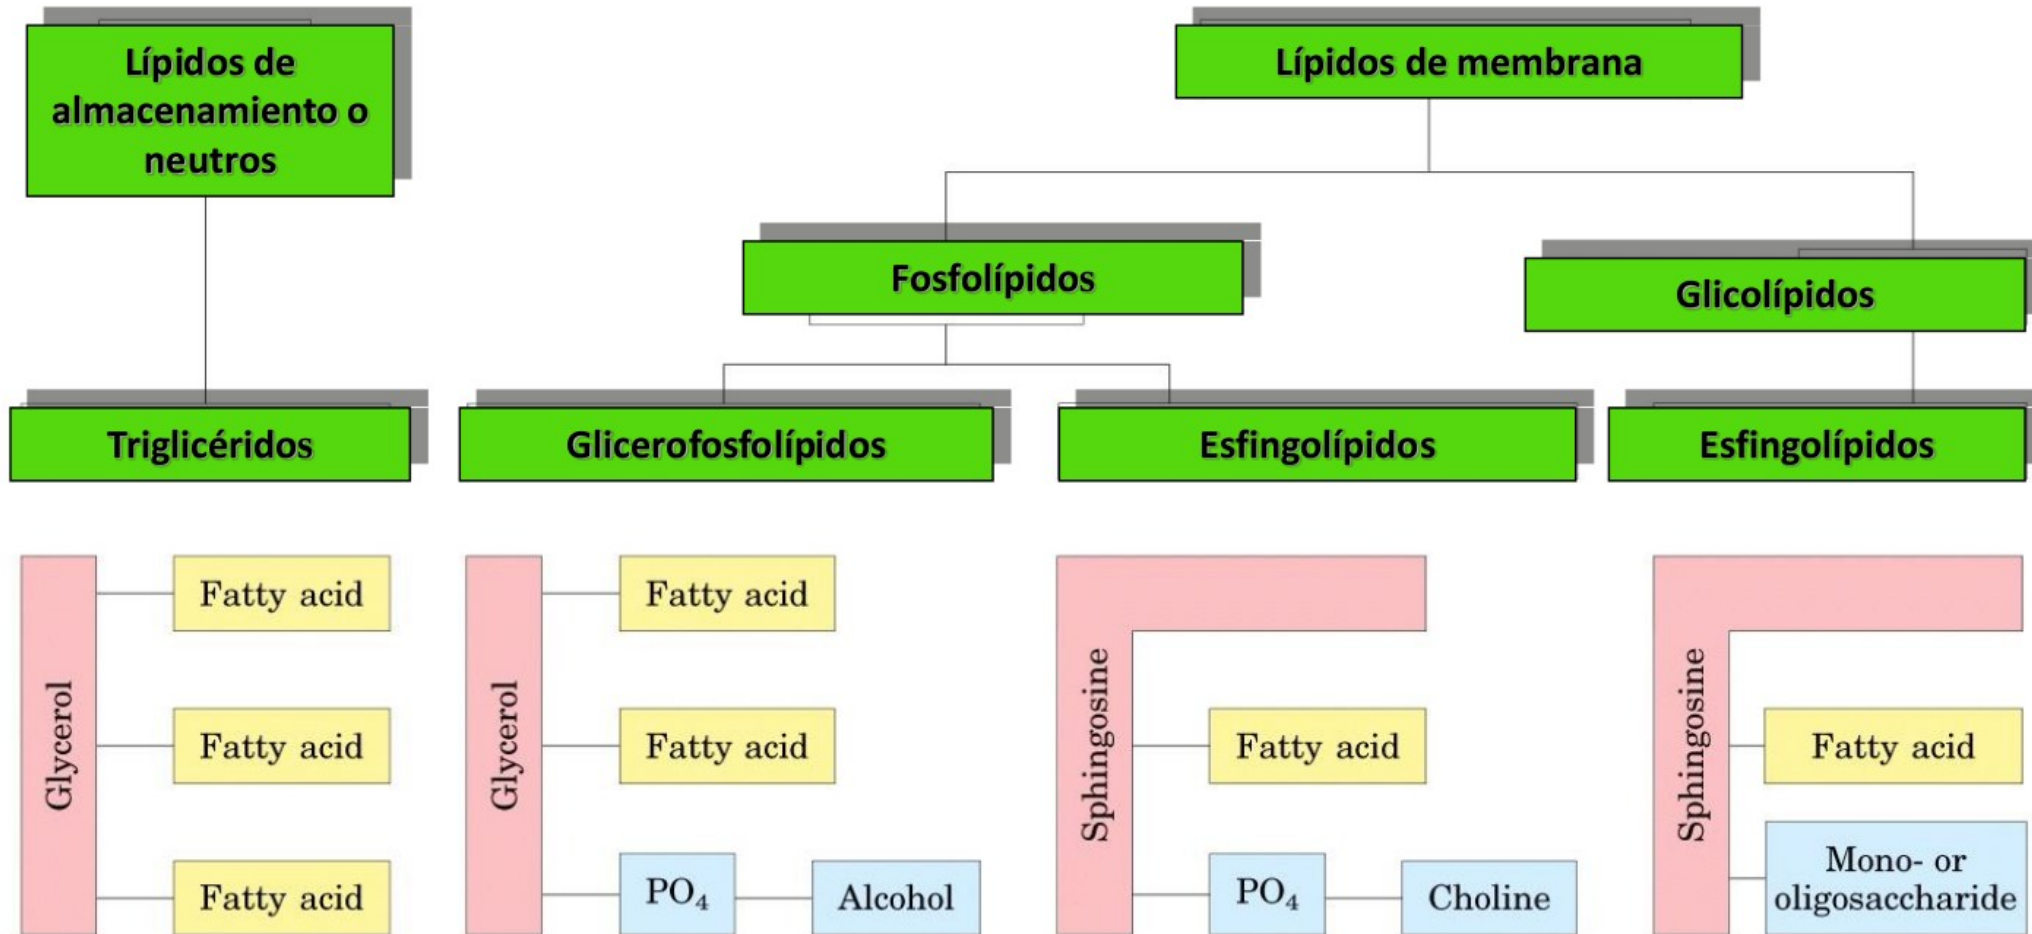 Lípidos de
almacenamiento o
neutros
Lípidos de membrana
Fosfolípidos
Glicolípidos
Triglicéridos
Glicerofosfolípidos
Esfingolípidos
Esfingolípidos
Glycerol
Fatty acid
Fatty acid
Fatty acid
Glycerol
Fatty acid
Fatty acid
PO₄
Alcohol
Sphingosine
Fatty acid
PO₄
Choline
Sphingosine
Fatty acid
Mono- or
oligosaccharide